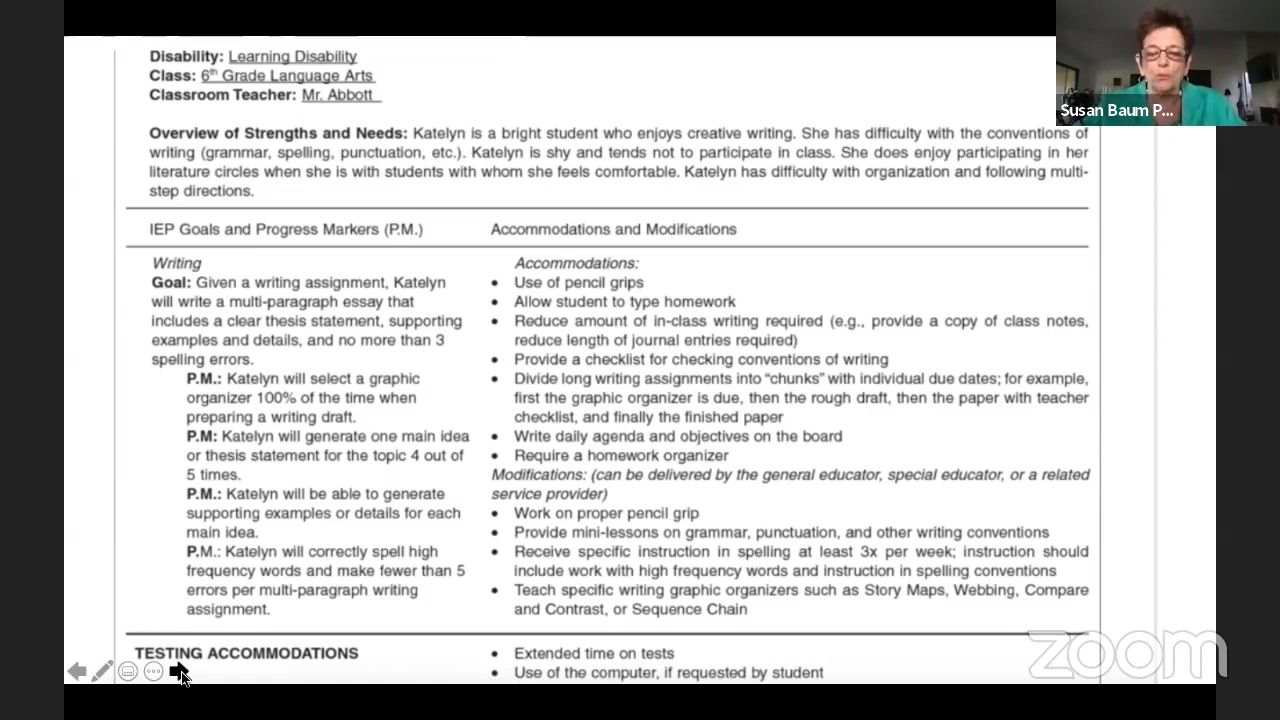 Disability: Learning Disability
Class: 6th Grade Language Arts
Classroom Teacher: Mr. Abbott
Susan Baum P...
Overview of Strengths and Needs: Katelyn is a bright student who enjoys creative writing. She has difficulty with the conventions of
writing (grammar, spelling, punctuation, etc.). Katelyn is shy and tends not to participate in class. She does enjoy participating in her
literature circles when she is with students with whom she feels comfortable. Katelyn has difficulty with organization and following multi-
step directions.
IEP Goals and Progress Markers (P.M.)
Accommodations and Modifications
Writing
Goal: Given a writing assignment, Katelyn
will write a multi-paragraph essay that
includes a clear thesis statement, supporting
examples and details, and no more than 3
spelling errors.
P.M.: Katelyn will select a graphic
organizer 100% of the time when
preparing a writing draft.
P.M: Katelyn will generate one main idea
or thesis statement for the topic 4 out of
5 times.
P.M.: Katelyn will be able to generate
supporting examples or details for each
main idea.
P.M.: Katelyn will correctly spell high
frequency words and make fewer than 5
errors per multi-paragraph writing
assignment.
Accommodations:
• Use of pencil grips
• Allow student to type homework
• Reduce amount of in-class writing required (e.g., provide a copy of class notes,
reduce length of journal entries required)
• Provide a checklist for checking conventions of writing
• Divide long writing assignments into “chunks” with individual due dates; for example,
first the graphic organizer is due, then the rough draft, then the paper with teacher
checklist, and finally the finished paper
• Write daily agenda and objectives on the board
• Require a homework organizer
Modifications: (can be delivered by the general educator, special educator, or a related
service provider)
• Work on proper pencil grip
• Provide mini-lessons on grammar, punctuation, and other writing conventions
• Receive specific instruction in spelling at least 3x per week; instruction should
include work with high frequency words and instruction in spelling conventions
• Teach specific writing graphic organizers such as Story Maps, Webbing, Compare
and Contrast, or Sequence Chain
TESTING ACCOMMODATIONS
• Extended time on tests
• Use of the computer, if requested by student
zoom